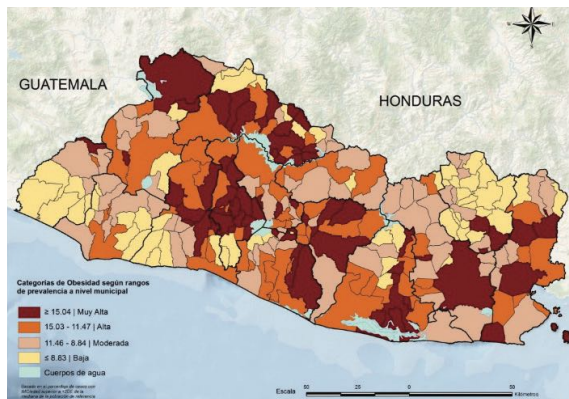 GUATEMALA
HONDURAS
Categorías de Obesidad según rangos
de prevalencia a nivel municipal
≥ 15.04 | Muy Alta
15.03 - 11.47 | Alta
11.46 - 8.84 | Moderada
≤ 8.83 | Baja
Cuerpos de agua
Escala
50
25
0
50
Kilómetros